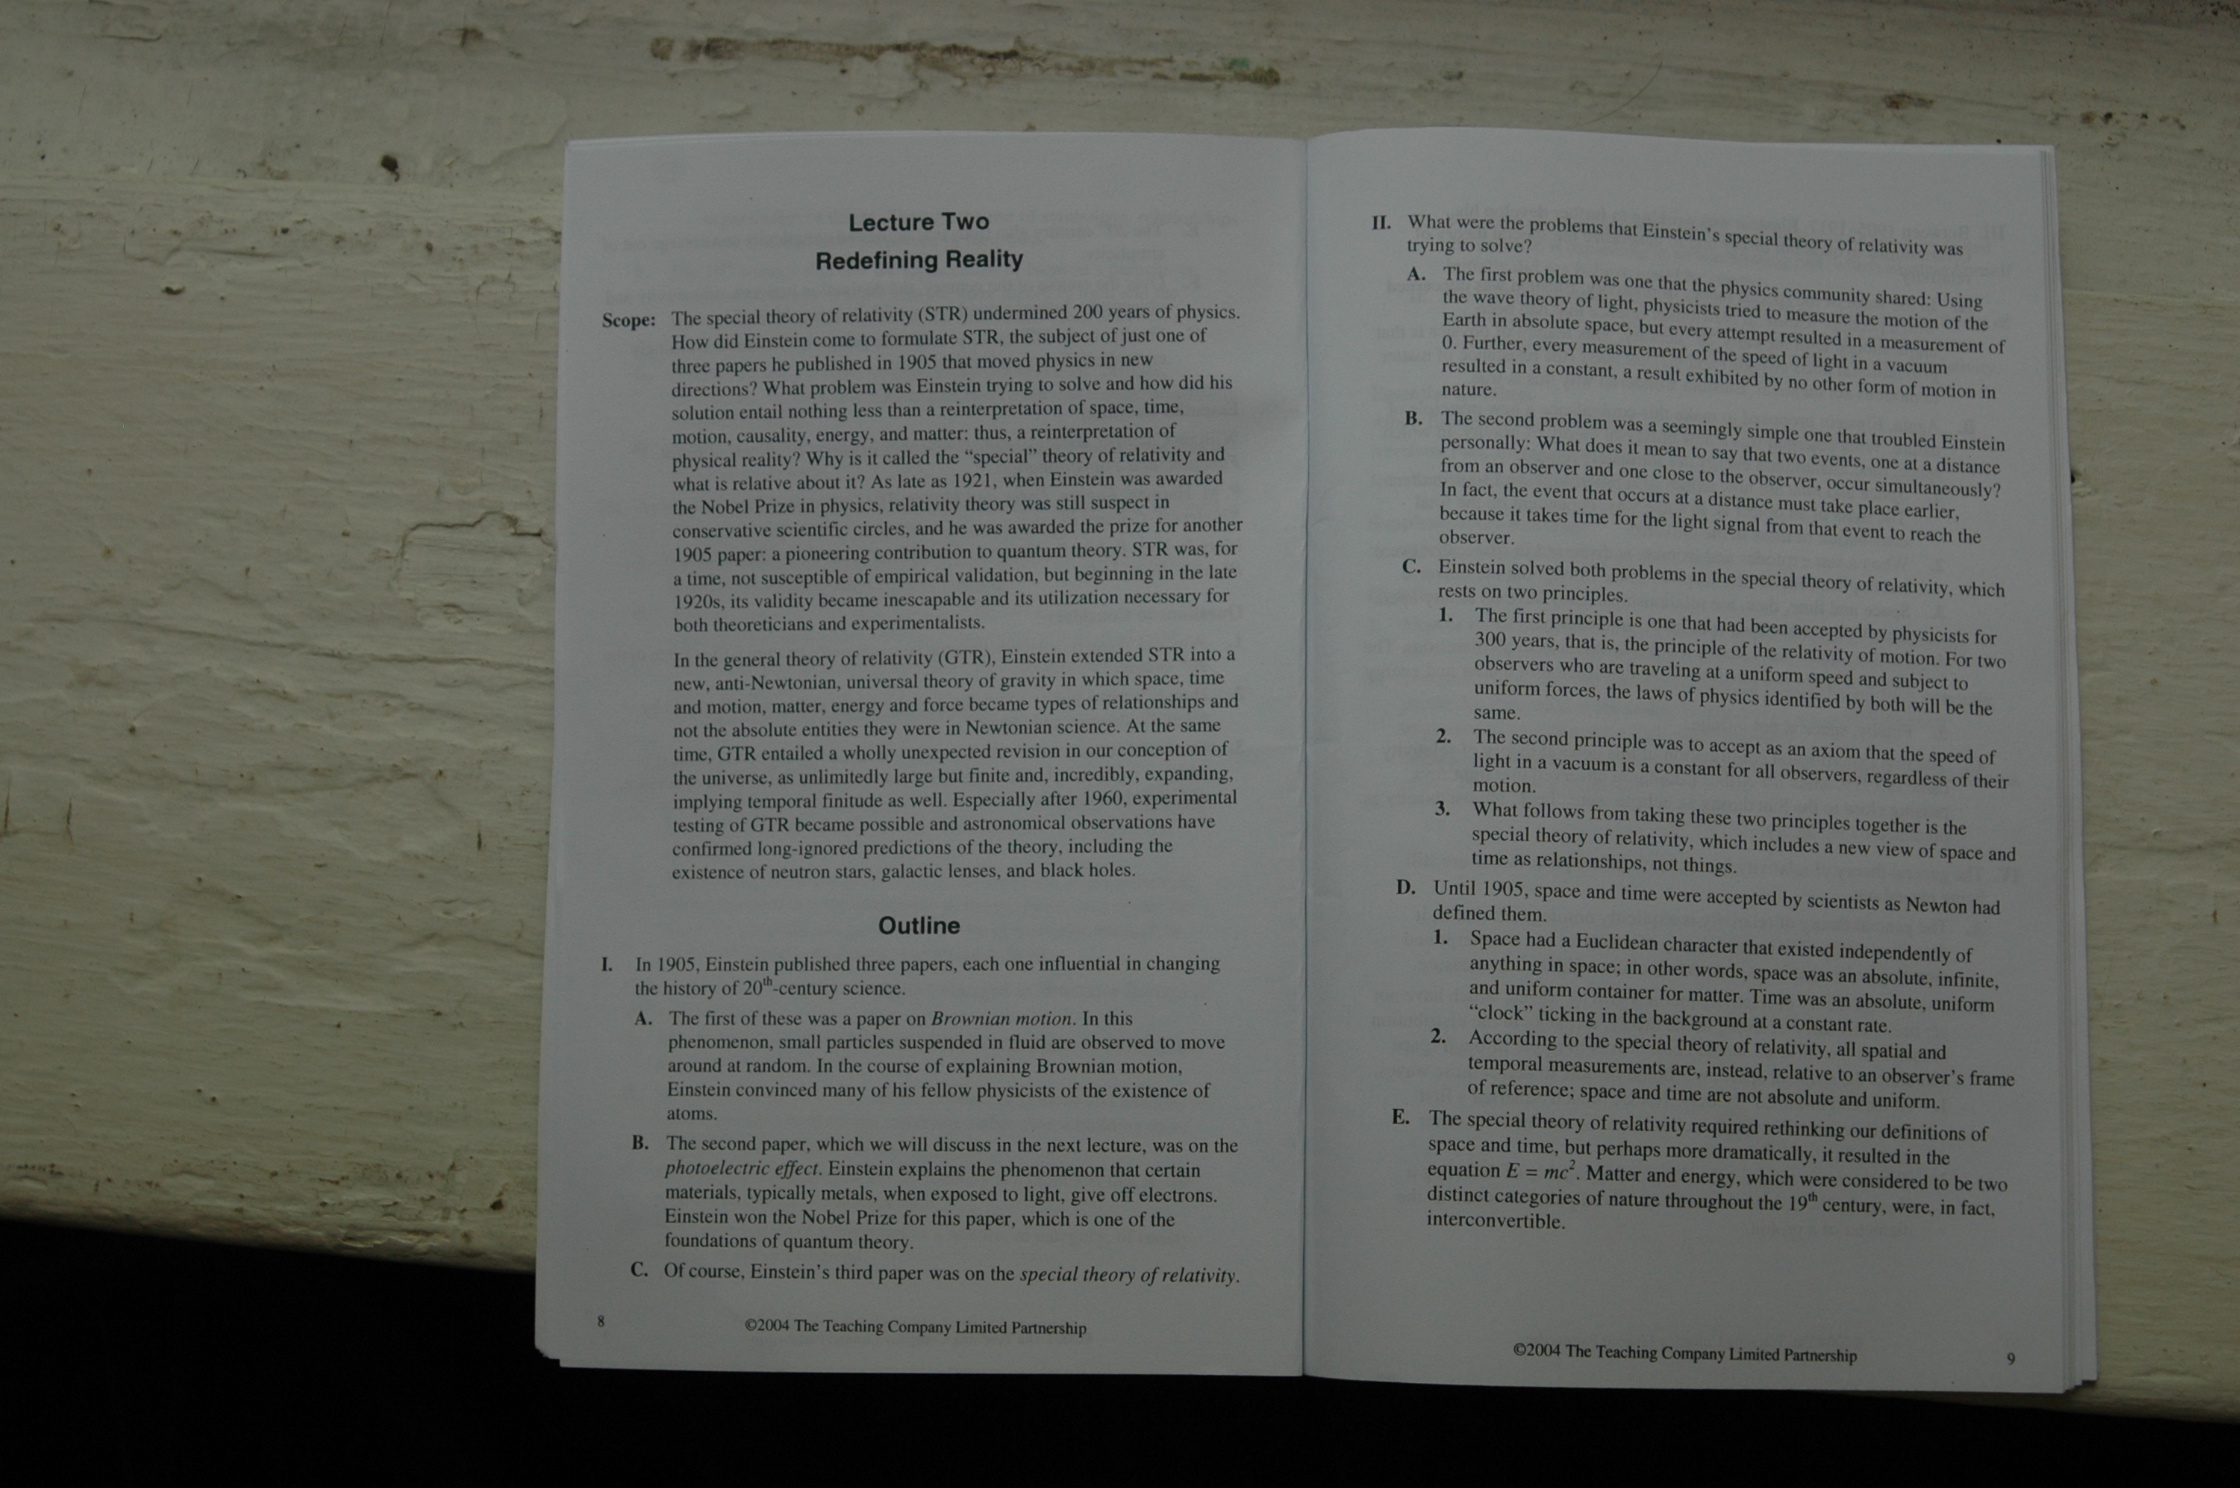 Lecture Two
Redefining Reality
Scope: The special theory of relativity (STR) undermined 200 years of physics.
How did Einstein come to formulate STR, the subject of just one of
three papers he published in 1905 that moved physics in new
directions? What problem was Einstein trying to solve and how did his
solution entail nothing less than a reinterpretation of space, time,
motion, causality, energy, and matter: thus, a reinterpretation of
physical reality? Why is it called the “special” theory of relativity and
what is relative about it? As late as 1921, when Einstein was awarded
the Nobel Prize in physics, relativity theory was still suspect in
conservative scientific circles, and he was awarded the prize for another
1905 paper: a pioneering contribution to quantum theory. STR was, for
a time, not susceptible of empirical validation, but beginning in the late
1920s, its validity became inescapable and its utilization necessary for
both theoreticians and experimentalists.
In the general theory of relativity (GTR), Einstein extended STR into a
new, anti-Newtonian, universal theory of gravity in which space, time
and motion, matter, energy and force became types of relationships and
not the absolute entities they were in Newtonian science. At the same
time, GTR entailed a wholly unexpected revision in our conception of
the universe, as unlimitedly large but finite and, incredibly, expanding,
implying temporal finitude as well. Especially after 1960, experimental
testing of GTR became possible and astronomical observations have
confirmed long-ignored predictions of the theory, including the
existence of neutron stars, galactic lenses, and black holes.
Outline
I. In 1905, Einstein published three papers, each one influential in changing
the history of 20th-century science.
A. The first of these was a paper on Brownian motion. In this
phenomenon, small particles suspended in fluid are observed to move
around at random. In the course of explaining Brownian motion,
Einstein convinced many of his fellow physicists of the existence of
atoms.
B. The second paper, which we will discuss in the next lecture, was on the
photoelectric effect. Einstein explains the phenomenon that certain
materials, typically metals, when exposed to light, give off electrons.
Einstein won the Nobel Prize for this paper, which is one of the
foundations of quantum theory.
C. Of course, Einstein’s third paper was on the special theory of relativity.
8
©2004 The Teaching Company Limited Partnership
II. What were the problems that Einstein’s special theory of relativity was
trying to solve?
A. The first problem was one that the physics community shared: Using
the wave theory of light, physicists tried to measure the motion of the
Earth in absolute space, but every attempt resulted in a measurement of
0. Further, every measurement of the speed of light in a vacuum
resulted in a constant, a result exhibited by no other form of motion in
nature.
B. The second problem was a seemingly simple one that troubled Einstein
personally: What does it mean to say that two events, one at a distance
from an observer and one close to the observer, occur simultaneously?
In fact, the event that occurs at a distance must take place earlier,
because it takes time for the light signal from that event to reach the
observer.
C. Einstein solved both problems in the special theory of relativity, which
rests on two principles.
1. The first principle is one that had been accepted by physicists for
300 years, that is, the principle of the relativity of motion. For two
observers who are traveling at a uniform speed and subject to
uniform forces, the laws of physics identified by both will be the
same.
2. The second principle was to accept as an axiom that the speed of
light in a vacuum is a constant for all observers, regardless of their
motion.
3. What follows from taking these two principles together is the
special theory of relativity, which includes a new view of space and
time as relationships, not things.
D. Until 1905, space and time were accepted by scientists as Newton had
defined them.
1. Space had a Euclidean character that existed independently of
anything in space; in other words, space was an absolute, infinite,
and uniform container for matter. Time was an absolute, uniform
“clock” ticking in the background at a constant rate.
2. According to the special theory of relativity, all spatial and
temporal measurements are, instead, relative to an observer’s frame
of reference; space and time are not absolute and uniform.
E. The special theory of relativity required rethinking our definitions of
space and time, but perhaps more dramatically, it resulted in the
equation E = mc². Matter and energy, which were considered to be two
distinct categories of nature throughout the 19th century, were, in fact,
interconvertible.
©2004 The Teaching Company Limited Partnership
9